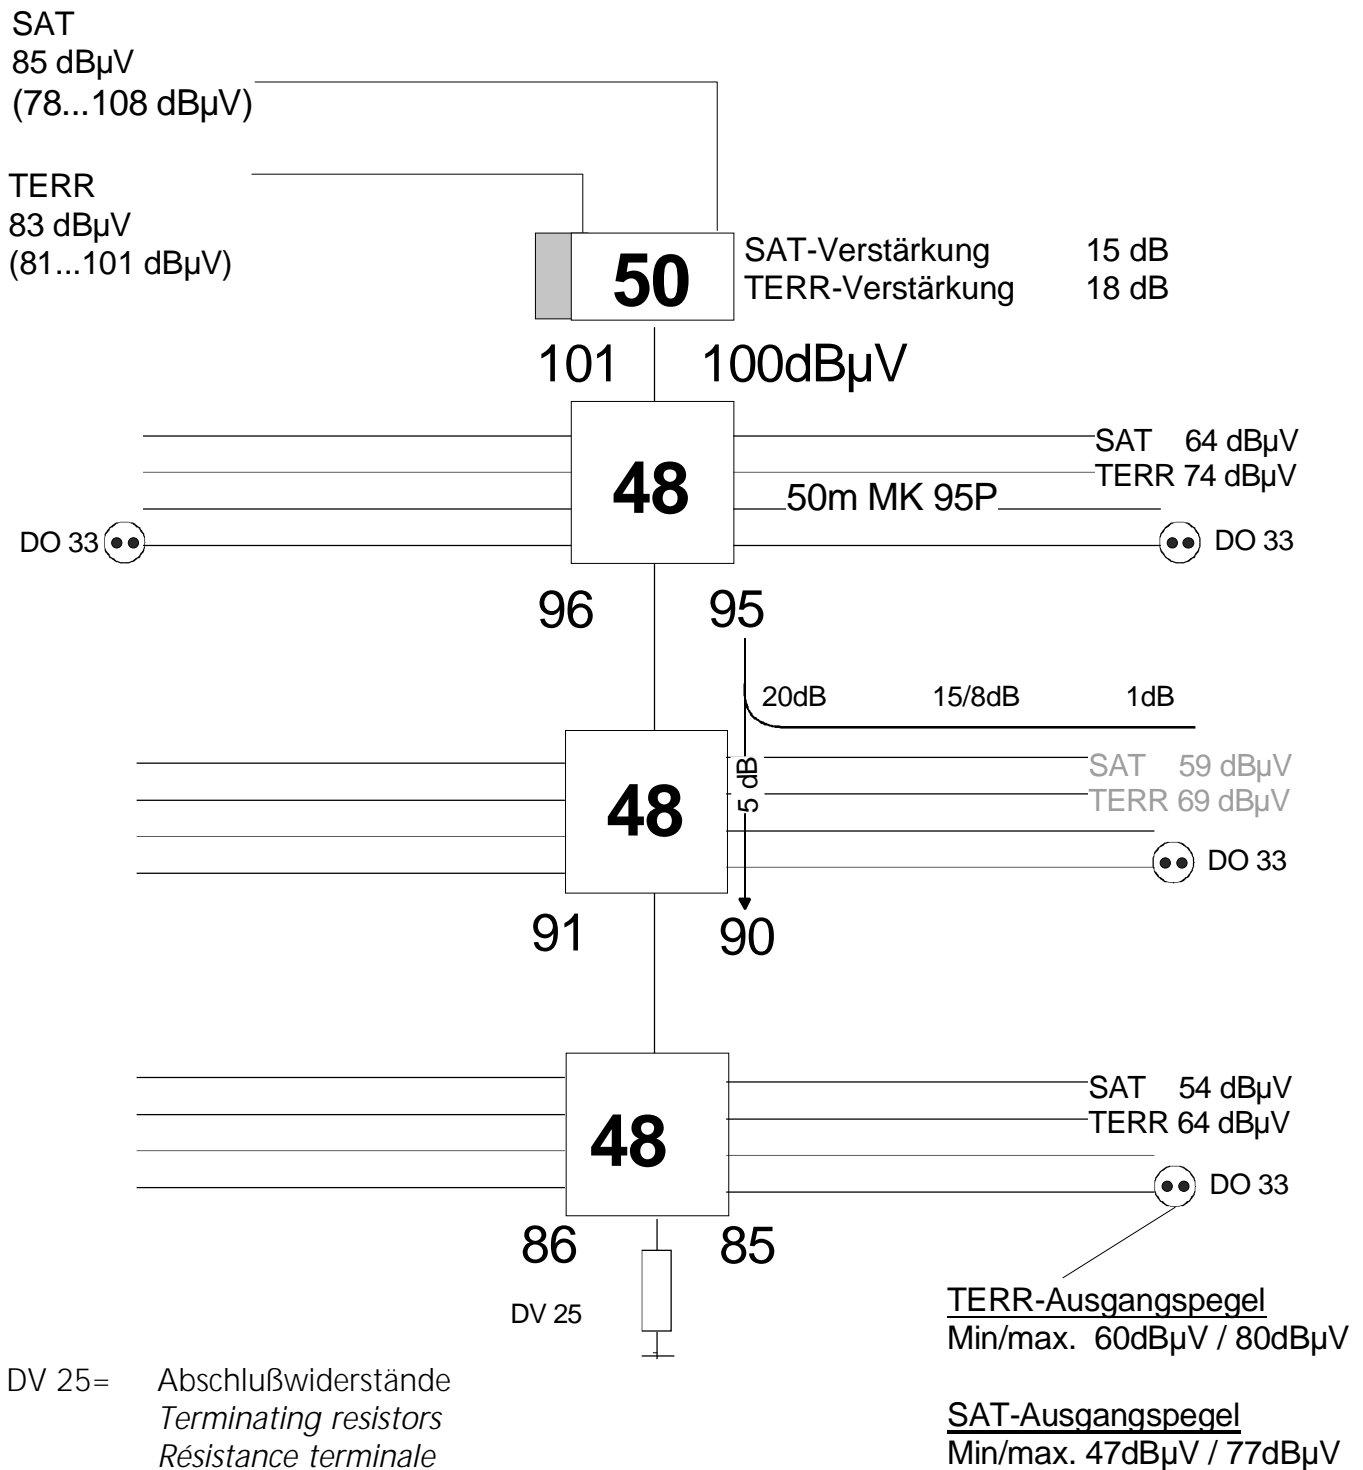 SAT
85 dBµV
(78...108 dBµV)
TERR
83 dBµV
(81...101 dBµV)
50
SAT-Verstärkung 15 dB
TERR-Verstärkung 18 dB
101 100dBµV
48
SAT 64 dBµV
TERR 74 dBµV
50m MK 95P
DO 33
DO 33
96 95
20dB 15/8dB 1dB
5 dB
48
SAT 59 dBµV
TERR 69 dBµV
DO 33
91 90
48
SAT 54 dBµV
TERR 64 dBµV
DO 33
86 85
DV 25
TERR-Ausgangspegel
Min/max. 60dBµV / 80dBµV
SAT-Ausgangspegel
Min/max. 47dBµV / 77dBµV
DV 25= Abschlußwiderstände
Terminating resistors
Résistance terminale